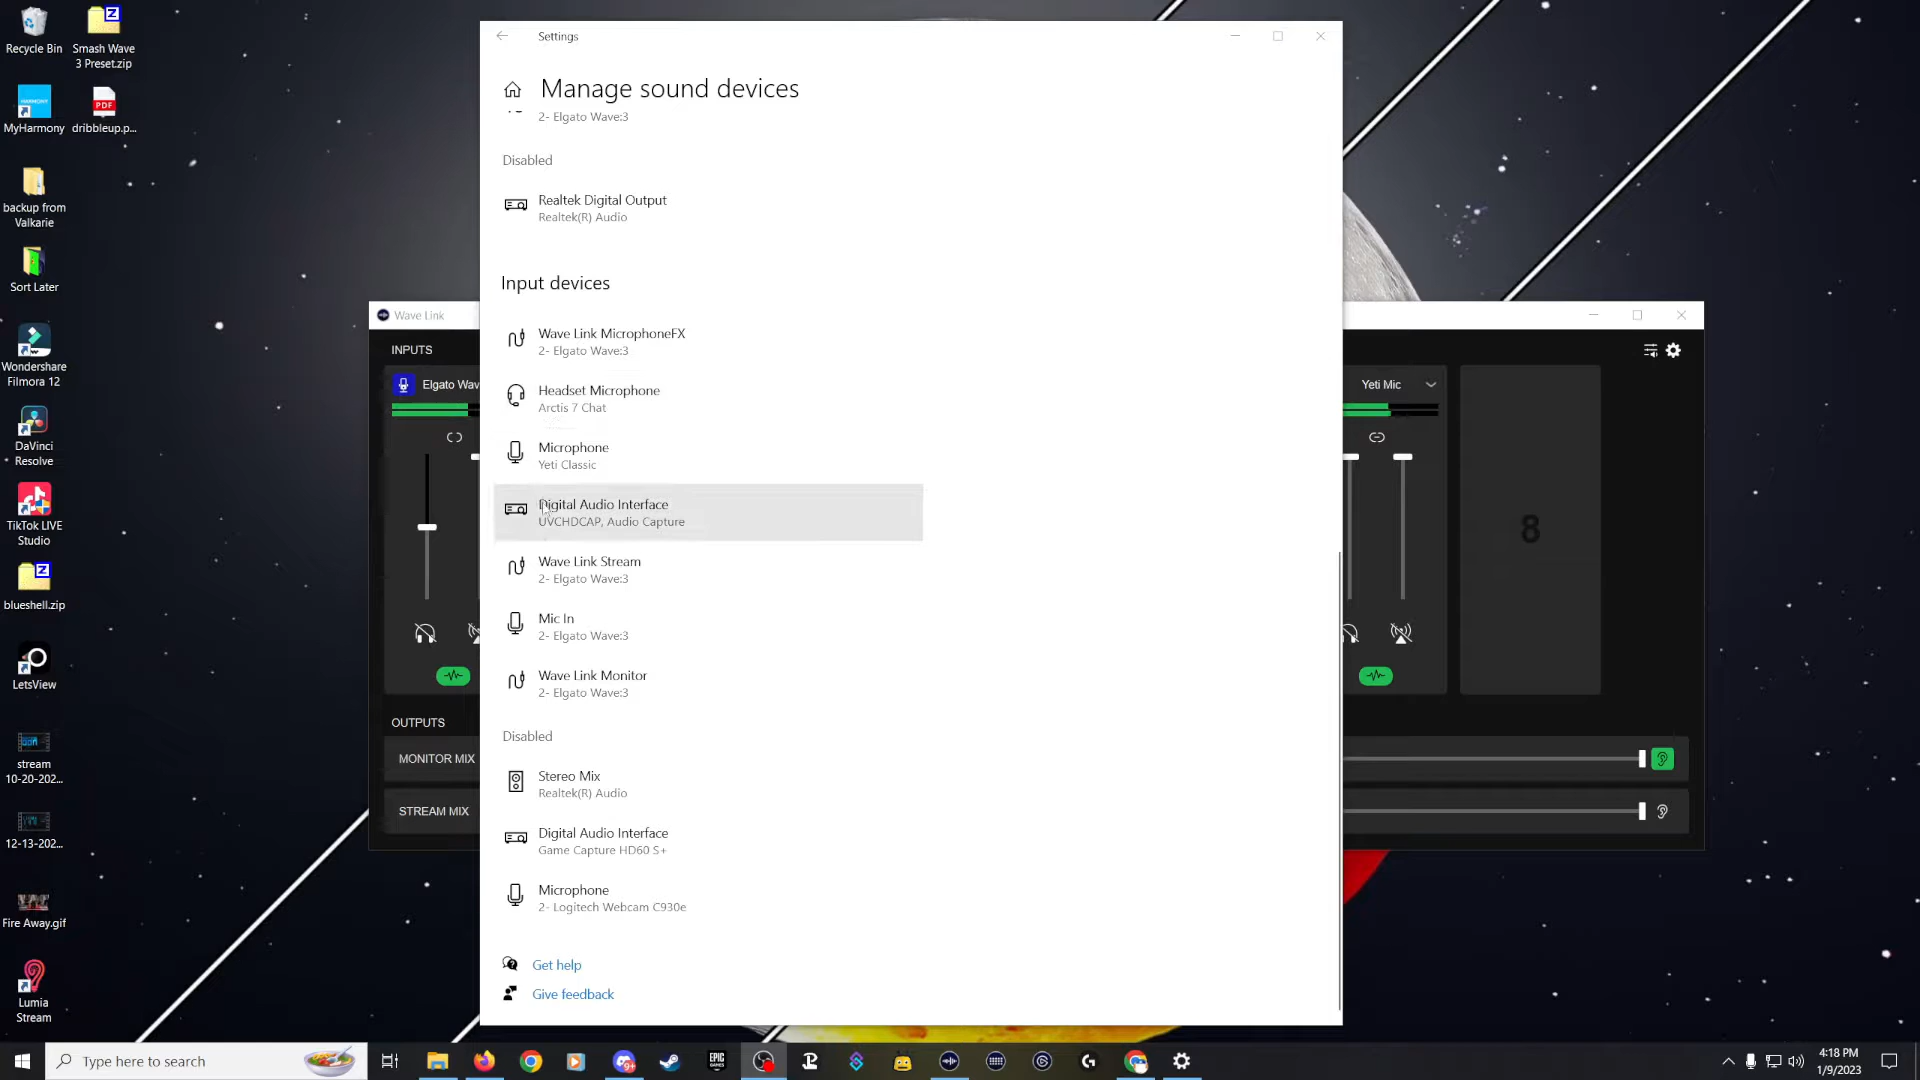 Recycle Bin
Smash Wave
3 Preset.zip
HARMONY
MyHarmony
PDF
dribbleup.p...
backup from
Valkarie
Sort Later
Wondershare
Filmora 12
DaVinci
Resolve
TikTok LIVE
Studio
blueshell.zip
LetsView
stream
10-20-202...
12-13-202...
Fire Away.gif
Lumia
Stream
Settings
Manage sound devices
2- Elgato Wave:3
Disabled
Realtek Digital Output
Realtek(R) Audio
Input devices
Wave Link MicrophoneFX
2- Elgato Wave:3
Headset Microphone
Arctis 7 Chat
Microphone
Yeti Classic
Digital Audio Interface
UVCHDCAP, Audio Capture
Wave Link Stream
2- Elgato Wave:3
Mic In
2- Elgato Wave:3
Wave Link Monitor
2- Elgato Wave:3
Disabled
Stereo Mix
Realtek(R) Audio
Digital Audio Interface
Game Capture HD60 S+
Microphone
2- Logitech Webcam C930e
Get help
Give feedback
Wave Link
INPUTS
Elgato Wav
Yeti Mic
8
OUTPUTS
MONITOR MIX
STREAM MIX
Type here to search
9+
EPIC
GAMES
4:18 PM
1/9/2023